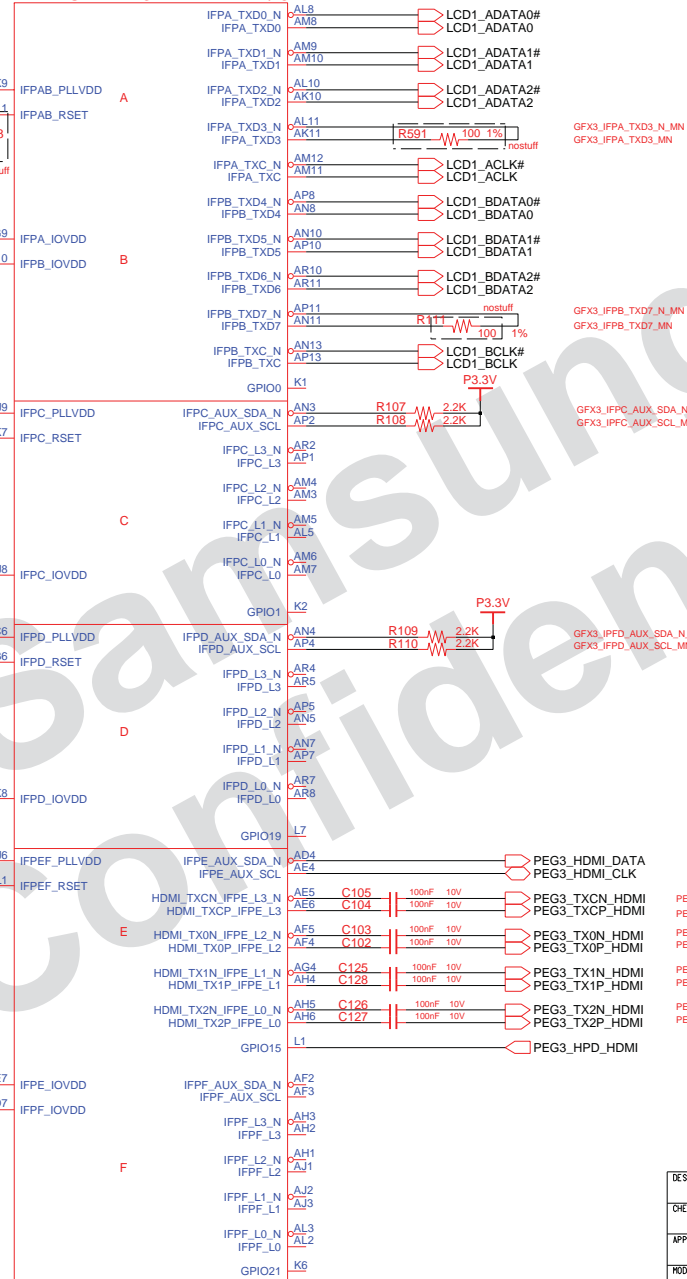 IFPA_TXD0_N AL8 LCD1_ADATA0#
IFPA_TXD0 AM8 LCD1_ADATA0
IFPA_TXD1_N AM9 LCD1_ADATA1#
IFPA_TXD1 AM10 LCD1_ADATA1
IFPAB_PLLVDD A IFPA_TXD2_N AL10 LCD1_ADATA2#
IFPA_TXD2 AK10 LCD1_ADATA2
IFPAB_RSET
IFPA_TXD3_N AL11 GFX3_IFPA_TXD3_N_MN
IFPA_TXD3 AK11 R591 100 1% nostuff GFX3_IFPA_TXD3_MN
IFPA_TXC_N AM12 LCD1_ACLK#
IFPA_TXC AM11 LCD1_ACLK
IFPB_TXD4_N AP8 LCD1_BDATA0#
IFPB_TXD4 AN8 LCD1_BDATA0
IFPA_IOVDD IFPB_TXD5_N AN10 LCD1_BDATA1#
IFPB_TXD5 AP10 LCD1_BDATA1
IFPB_IOVDD B
IFPB_TXD6_N AR10 LCD1_BDATA2#
IFPB_TXD6 AR11 LCD1_BDATA2
IFPB_TXD7_N AP11 nostuff GFX3_IFPB_TXD7_N_MN
IFPB_TXD7 AN11 R111 100 1% GFX3_IFPB_TXD7_MN
IFPB_TXC_N AN13 LCD1_BCLK#
IFPB_TXC AP13 LCD1_BCLK
GPIO0 K1 P3.3V
IFPC_PLLVDD IFPC_AUX_SDA_N AN3 R107 2.2K GFX3_IFPC_AUX_SDA_N
IFPC_AUX_SCL AP2 R108 2.2K GFX3_IFPC_AUX_SCL_M
IFPC_RSET
IFPC_L3_N AR2
IFPC_L3 AP1
IFPC_L2_N AM4
IFPC_L2 AM3
C
IFPC_L1_N AM5
IFPC_L1 AL5
IFPC_L0_N AM6
IFPC_IOVDD IFPC_L0 AM7
GPIO1 K2 P3.3V
IFPD_PLLVDD IFPD_AUX_SDA_N AN4 R109 2.2K GFX3_IFPD_AUX_SDA_N
IFPD_AUX_SCL AP4 R110 2.2K GFX3_IFPD_AUX_SCL_M
IFPD_RSET
IFPD_L3_N AR4
IFPD_L3 AR5
IFPD_L2_N AP5
IFPD_L2 AN5
D
IFPD_L1_N AN7
IFPD_L1 AP7
IFPD_L0_N AR7
IFPD_IOVDD IFPD_L0 AR8
GPIO19 L7
IFPEF_PLLVDD IFPE_AUX_SDA_N AD4 PEG3_HDMI_DATA
IFPE_AUX_SCL AE4 PEG3_HDMI_CLK
IFPEF_RSET
HDMI_TXCN_IFPE_L3_N AE5 C105 100nF 10V PEG3_TXCN_HDMI
HDMI_TXCP_IFPE_L3 AE6 C104 100nF 10V PEG3_TXCP_HDMI
E
HDMI_TX0N_IFPE_L2_N AF5 C103 100nF 10V PEG3_TX0N_HDMI
HDMI_TX0P_IFPE_L2 AF4 C102 100nF 10V PEG3_TX0P_HDMI
HDMI_TX1N_IFPE_L1_N AG4 C125 100nF 10V PEG3_TX1N_HDMI
HDMI_TX1P_IFPE_L1 AH4 C128 100nF 10V PEG3_TX1P_HDMI
HDMI_TX2N_IFPE_L0_N AH5 C126 100nF 10V PEG3_TX2N_HDMI
HDMI_TX2P_IFPE_L0 AH6 C127 100nF 10V PEG3_TX2P_HDMI
GPIO15 L1 PEG3_HPD_HDMI
IFPE_IOVDD IFPF_AUX_SDA_N AF2
IFPF_AUX_SCL AF3
IFPF_IOVDD
IFPF_L3_N AH3
IFPF_L3 AH2
IFPF_L2_N AH1
IFPF_L2 AJ1
F
IFPF_L1_N AJ2
IFPF_L1 AJ3
IFPF_L0_N AL3
IFPF_L0 AL2
GPIO21 K6
Samsung
Confiden
DES
CHE
APP
MOD